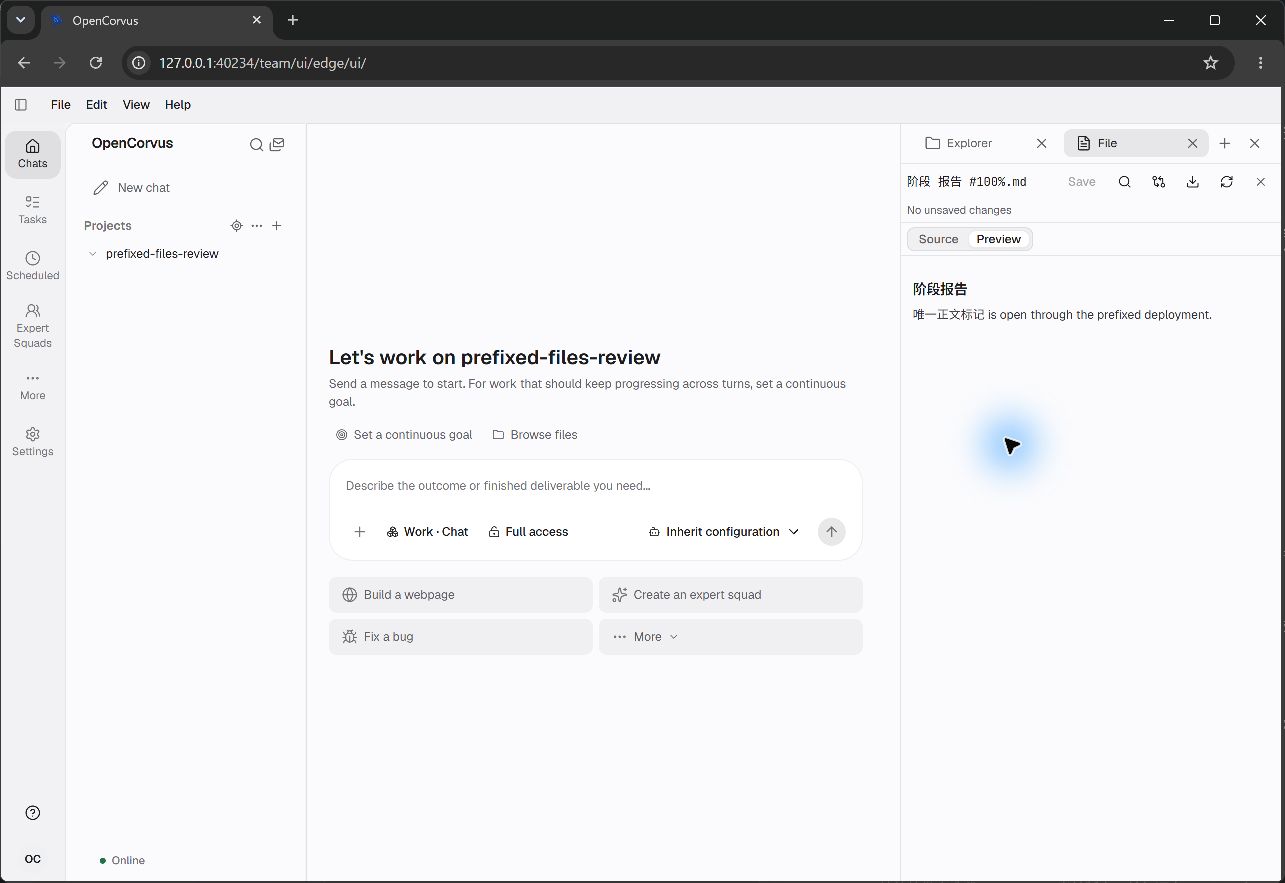 OpenCorvus
127.0.0.1:40234/team/ui/edge/ui/
File Edit View Help
Chats
Tasks
Scheduled
Expert
Squads
More
Settings
OC
OpenCorvus
New chat
Projects
prefixed-files-review
Online
Let's work on prefixed-files-review
Send a message to start. For work that should keep progressing across turns, set a continuous
goal.
Set a continuous goal Browse files
Describe the outcome or finished deliverable you need...
Work · Chat Full access Inherit configuration
Build a webpage Create an expert squad
Fix a bug More
Explorer File
阶段 报告 #100%.md Save
No unsaved changes
Source Preview
阶段报告
唯一正文标记 is open through the prefixed deployment.